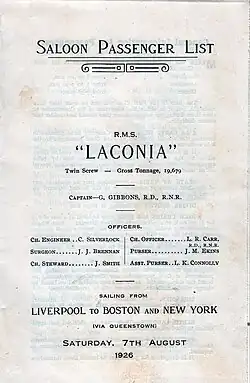 SALOON PASSENGER LIST
R.M.S.
"LACONIA"
Twin Screw — Gross Tonnage, 19,679
CAPTAIN—G. GIBBONS, R.D., R.N.R.
OFFICERS.
CH. ENGINEER..C. SILVERLOCK CH. OFFICER......L. R. CARR,
R.D., R.N.R.
SURGEON......J. J. BRENNAN PURSER.........J. M. EKINS
CH. STEWARD......J. SMITH ASST. PURSER..L. K. CONNOLLY
SAILING FROM
LIVERPOOL TO BOSTON AND NEW YORK
(VIA QUEENSTOWN)
SATURDAY, 7TH AUGUST
1926